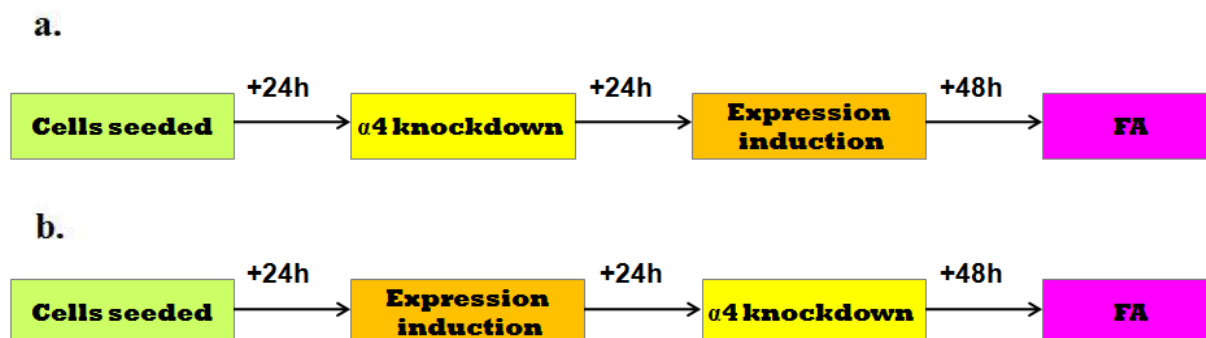 a.
+24h +24h +48h
Cells seeded α4 knockdown Expression induction FA
b.
+24h +24h +48h
Cells seeded Expression induction α4 knockdown FA